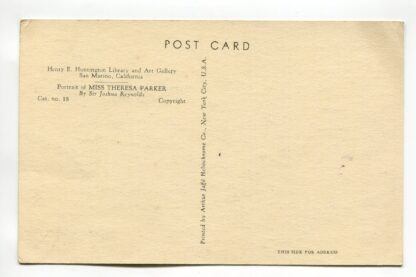 POST CARD
Henry E. Huntington Library and Art Gallery
San Marino, California
Portrait of MISS THERESA PARKER
By Sir Joshua Reynolds
Cat. no. 18 Copyright
Printed by Arthur Jaffé Heliochrome Co., New York City, U.S.A.
THIS SIDE FOR ADDRESS